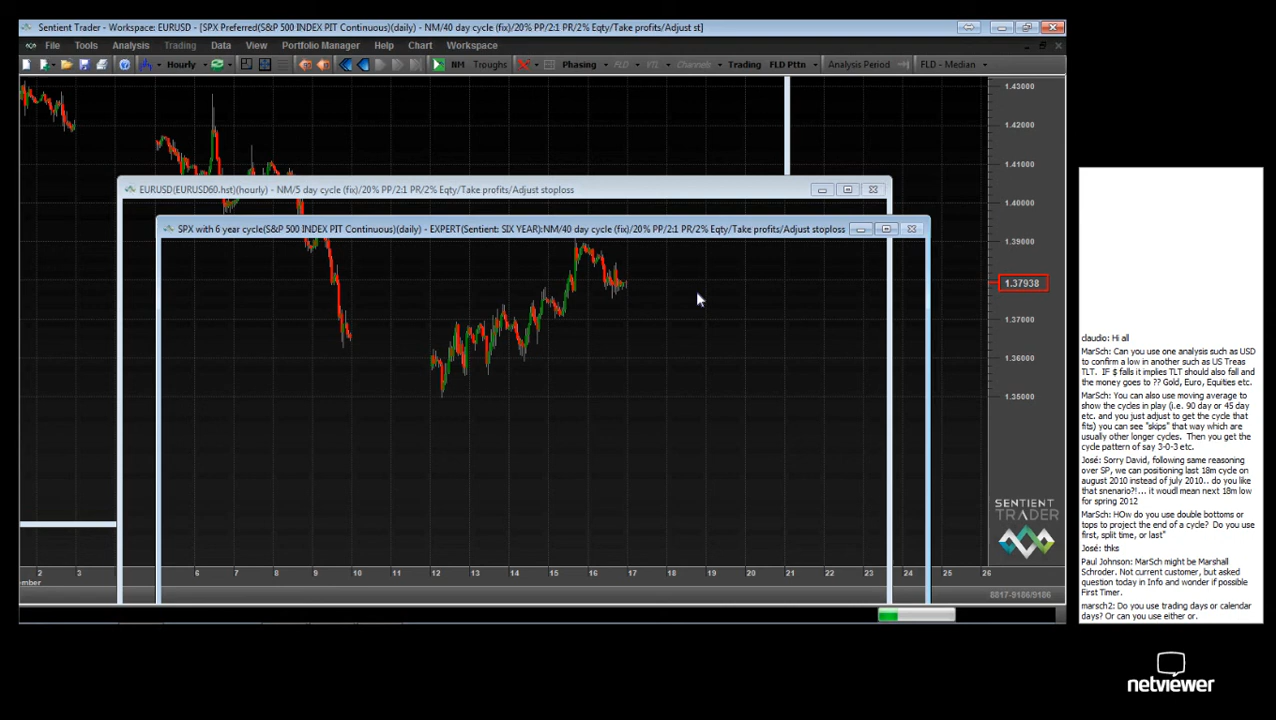 Sentient Trader - Workspace: EURUSD - [SPX Preferred(S&P 500 INDEX PIT Continuous)(daily) - NM/40 day cycle (fix)/20% PP/2:1 PR/2% Eqty/Take profits/Adjust st]
File Tools Analysis Trading Data View Portfolio Manager Help Chart Workspace
Hourly NM Troughs Phasing FLD VTL Channels Trading FLD Pttn Analysis Period FLD - Median
1.43000
1.42000
1.41000
EURUSD(EURUSD60.hst)(hourly) - NM/5 day cycle (fix)/20% PP/2:1 PR/2% Eqty/Take profits/Adjust stoploss
1.40000
SPX with 6 year cycle(S&P 500 INDEX PIT Continuous)(daily) - EXPERT(Sentient: SIX YEAR):NM/40 day cycle (fix)/20% PP/2:1 PR/2% Eqty/Take profits/Adjust stoploss
1.39000
1.37938
1.37000
1.36000
1.35000
SENTIENT
TRADER
2 3 6 7 8 9 10 11 12 13 14 15 16 17 18 19 20 21 22 23 24 25 26
ember
8817-9186/9186
claudio: Hi all
MarSch: Can you use one analysis such as USD
to confirm a low in another such as US Treas
TLT. IF $ falls it implies TLT should also fall and
the money goes to ?? Gold, Euro, Equities etc.
MarSch: You can also use moving average to
show the cycles in play (i.e. 90 day or 45 day
etc. and you just adjust to get the cycle that
fits) you can see "skips" that way which are
usually other longer cycles. Then you get the
cycle pattern of say 3-0-3 etc.
José: Sorry David, following same reasoning
over SP, we can positioning last 18m cycle on
august 2010 instead of july 2010.. do you like
that snenario?!... it woudl mean next 18m low
for spring 2012
MarSch: HOw do you use double bottoms or
tops to project the end of a cycle? Do you use
first, split time, or last"
José: thks
Paul Johnson: MarSch might be Marshall
Schroder. Not current customer, but asked
question today in Info and wonder if possible
First Timer.
marsch2: Do you use trading days or calendar
days? Or can you use either or.
netviewer